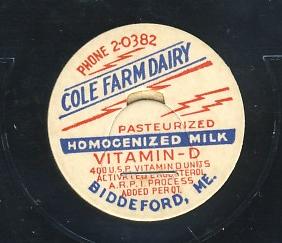 PHONE 2-0382
COLE FARM DAIRY
PASTEURIZED
HOMOGENIZED MILK
VITAMIN-D
400 U.S.P. VITAMIN D UNITS
ACTIVATED ERGOSTEROL
A.R.P.I. PROCESS
ADDED PER QT.
BIDDEFORD, ME.